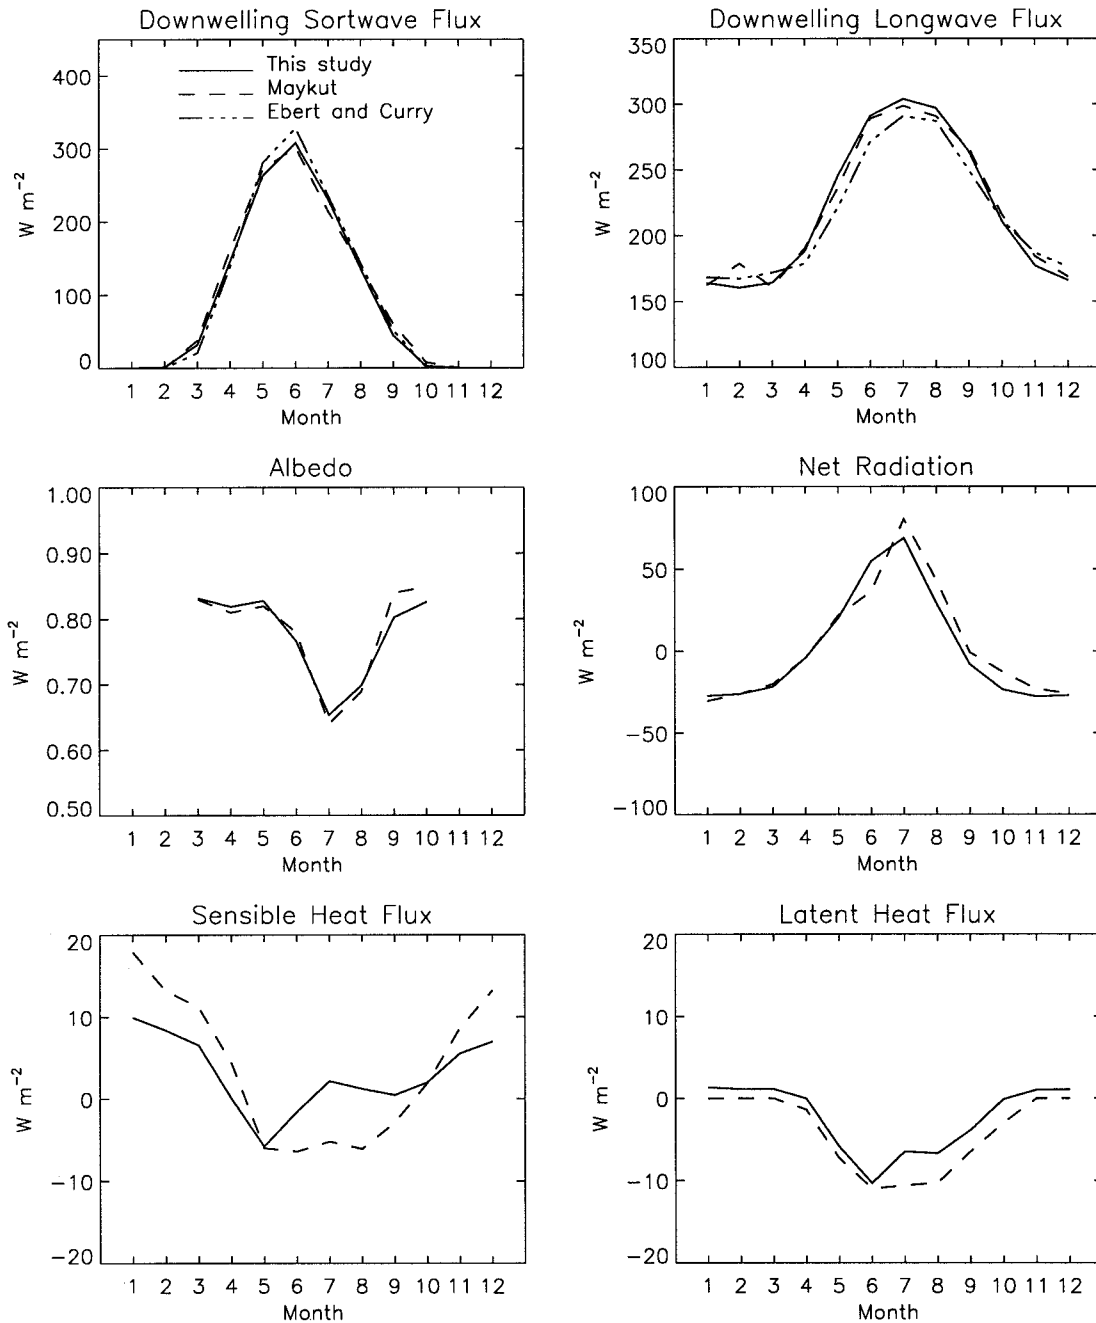 Downwelling Sortwave Flux
400
300
200
100
0
W m⁻²
This study
Maykut
Ebert and Curry
1 2 3 4 5 6 7 8 9 10 11 12
Month
Downwelling Longwave Flux
350
300
250
200
150
100
W m⁻²
1 2 3 4 5 6 7 8 9 10 11 12
Month
Albedo
1.00
0.90
0.80
0.70
0.60
0.50
W m⁻²
1 2 3 4 5 6 7 8 9 10 11 12
Month
Net Radiation
100
50
0
−50
−100
W m⁻²
1 2 3 4 5 6 7 8 9 10 11 12
Month
Sensible Heat Flux
20
10
0
−10
−20
W m⁻²
1 2 3 4 5 6 7 8 9 10 11 12
Month
Latent Heat Flux
20
10
0
−10
−20
W m⁻²
1 2 3 4 5 6 7 8 9 10 11 12
Month